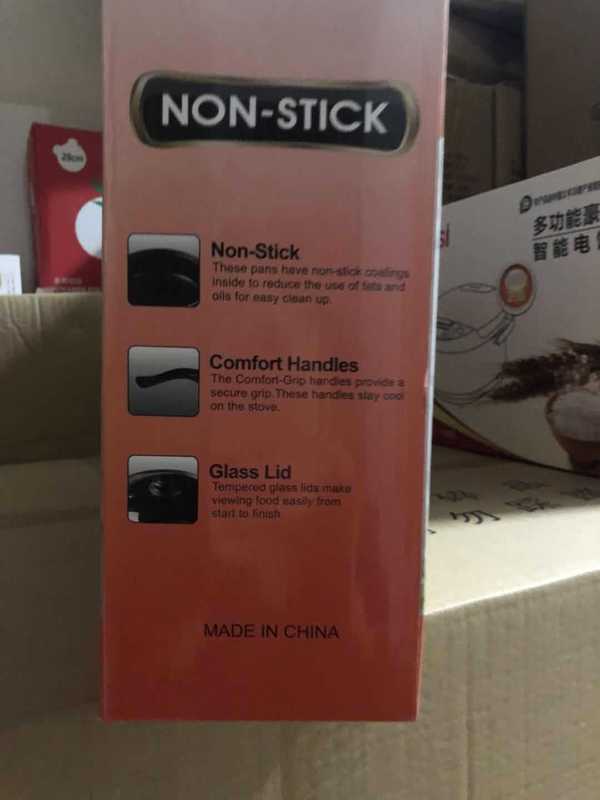 NON-STICK
28cm
多功能豪
智能电
Non-Stick
These pans have non-stick coatings
inside to reduce the use of fats and
oils for easy clean up.
Comfort Handles
The Comfort-Grip handles provide a
secure grip.These handles stay cool
on the stove.
Glass Lid
Tempered glass lids make
viewing food easily from
start to finish
MADE IN CHINA